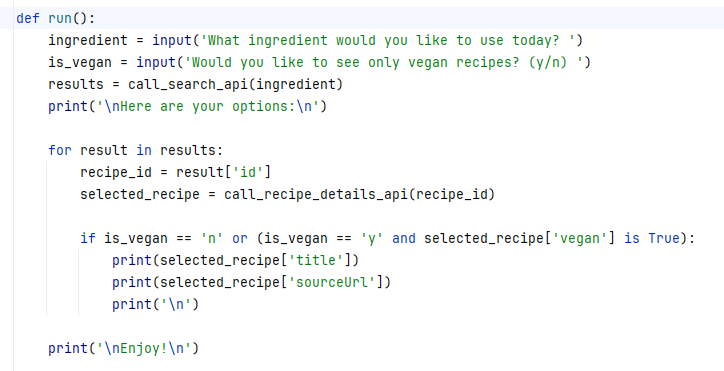 def run():
    ingredient = input('What ingredient would you like to use today? ')
    is_vegan = input('Would you like to see only vegan recipes? (y/n) ')
    results = call_search_api(ingredient)
    print('\nHere are your options:\n')
    for result in results:
        recipe_id = result['id']
        selected_recipe = call_recipe_details_api(recipe_id)
        if is_vegan == 'n' or (is_vegan == 'y' and selected_recipe['vegan'] is True):
            print(selected_recipe['title'])
            print(selected_recipe['sourceUrl'])
            print('\n')
    print('\nEnjoy!\n')